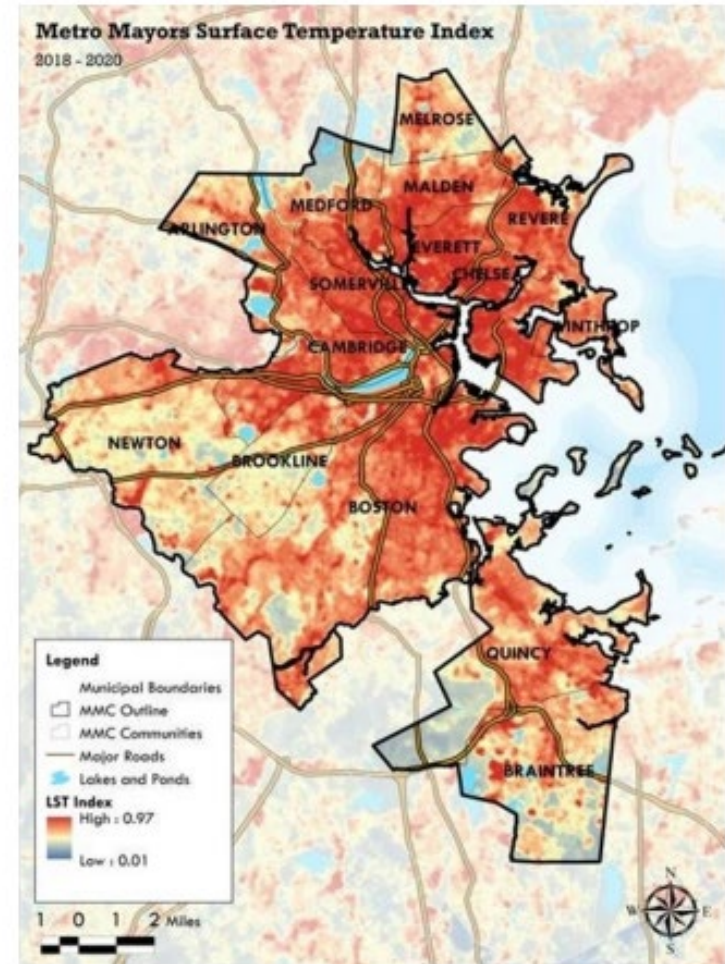 Metro Mayors Surface Temperature Index
2018 - 2020
MELROSE
MALDEN
MEDFORD
REVERE
ARLINGTON
EVERETT
CHELSEA
SOMERVILLE
WINTHROP
CAMBRIDGE
NEWTON
BROOKLINE
BOSTON
QUINCY
BRAINTREE
Legend
Municipal Boundaries
MMC Outline
MMC Communities
Major Roads
Lakes and Ponds
LST Index
High : 0.97
Low : 0.01
1 0 1 2 Miles
N
W E
S